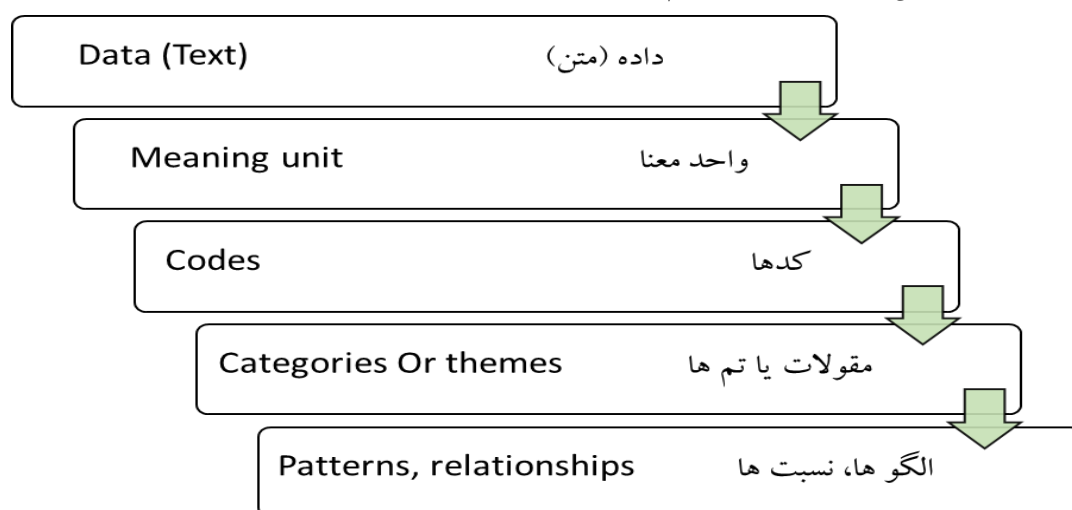 Data (Text) داده (متن)
Meaning unit واحد معنا
Codes کدها
Categories Or themes مقولات یا تم ها
Patterns, relationships الگو ها، نسبت ها